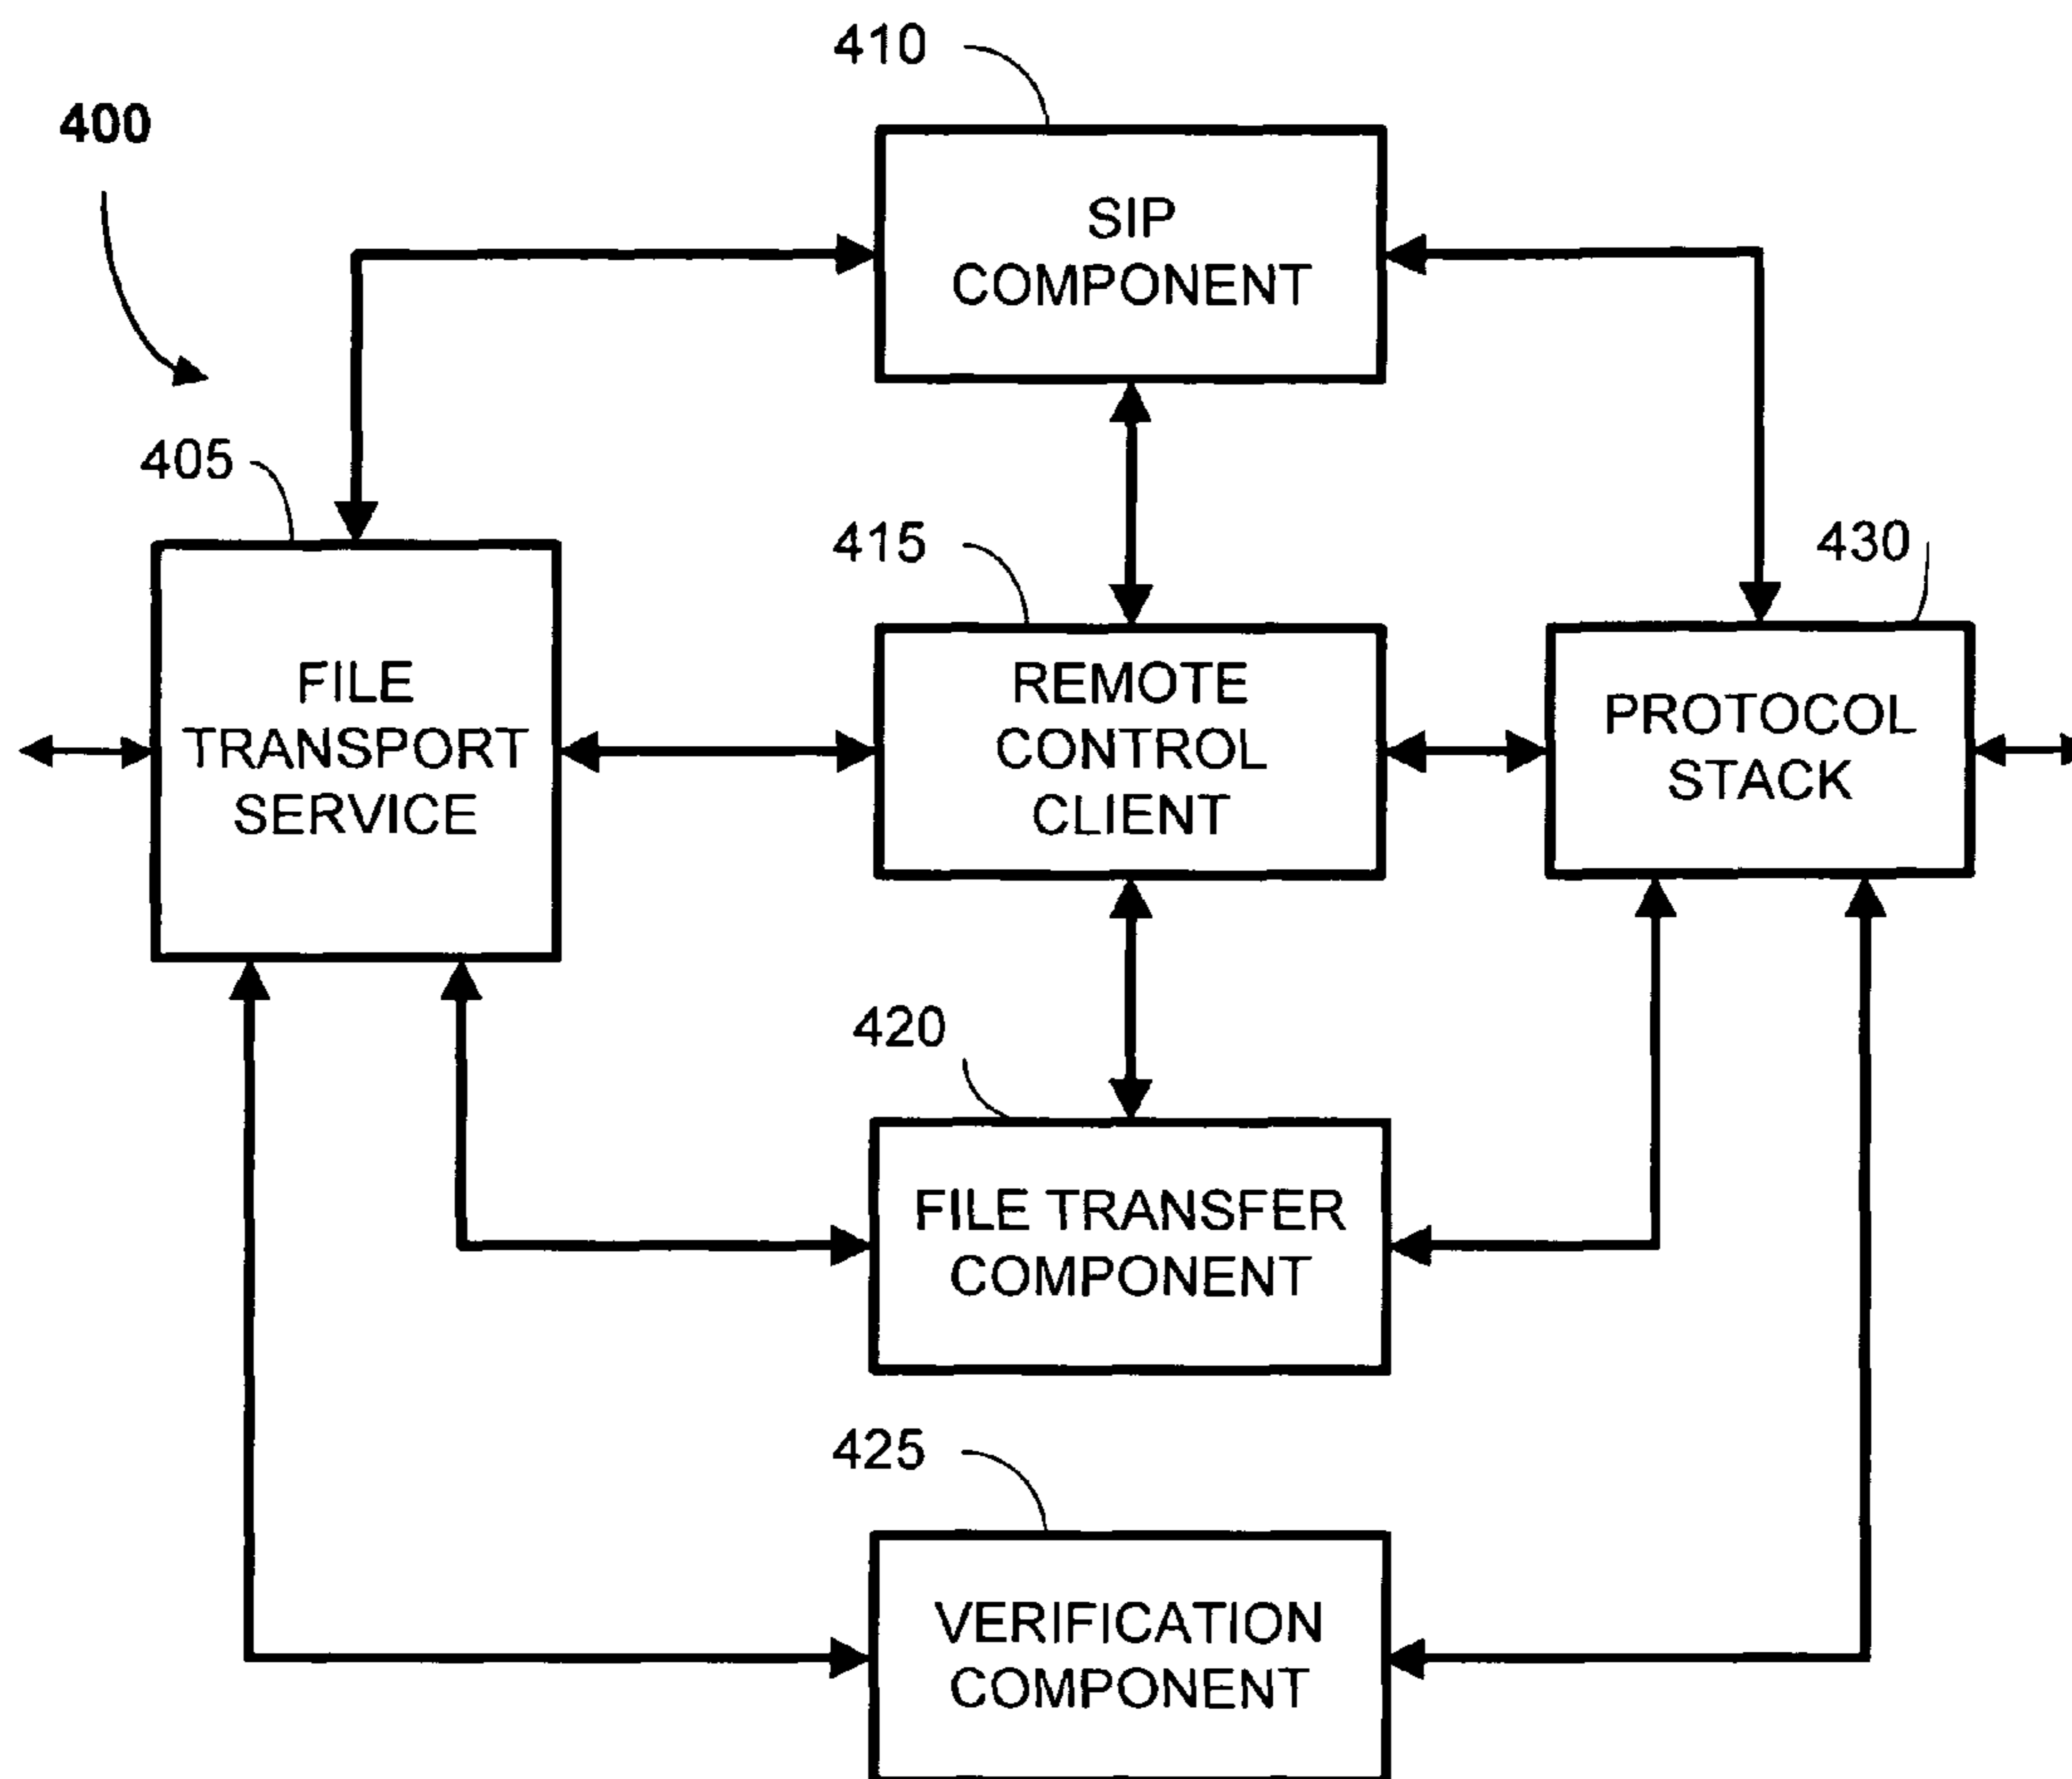 410
400
SIP
COMPONENT
405
415
430
FILE
TRANSPORT
SERVICE
REMOTE
CONTROL
CLIENT
PROTOCOL
STACK
420
FILE TRANSFER
COMPONENT
425
VERIFICATION
COMPONENT